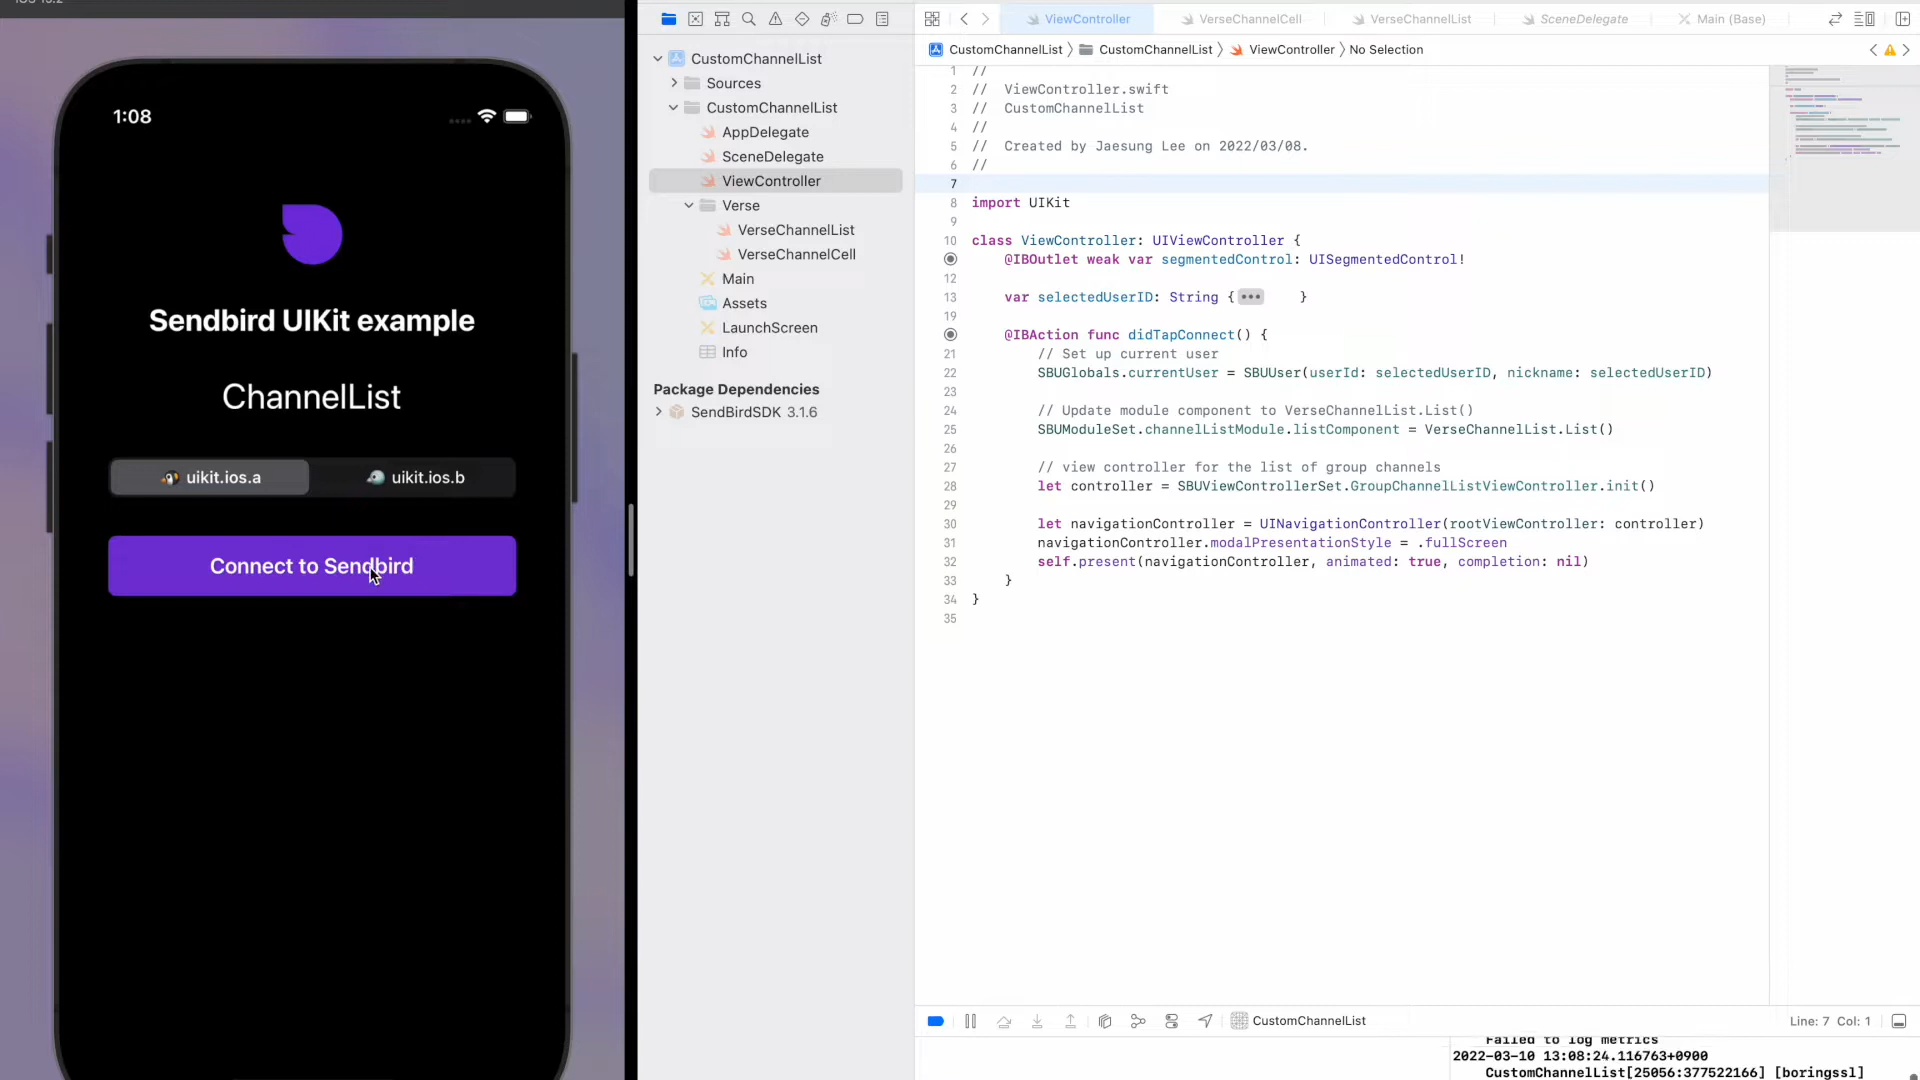 1:08
Sendbird UIKit example
ChannelList
uikit.ios.a
uikit.ios.b
Connect to Sendbird
CustomChannelList
Sources
CustomChannelList
AppDelegate
SceneDelegate
ViewController
Verse
VerseChannelList
VerseChannelCell
Main
Assets
LaunchScreen
Info
Package Dependencies
SendBirdSDK 3.1.6
ViewController
VerseChannelCell
VerseChannelList
SceneDelegate
Main (Base)
CustomChannelList 〉 CustomChannelList 〉 ViewController 〉 No Selection
1 //
2 // ViewController.swift
3 // CustomChannelList
4 //
5 // Created by Jaesung Lee on 2022/03/08.
6 //
7
8 import UIKit
9
10 class ViewController: UIViewController {
@IBOutlet weak var segmentedControl: UISegmentedControl!
12
13 var selectedUserID: String {••• }
19
@IBAction func didTapConnect() {
21 // Set up current user
22 SBUGlobals.currentUser = SBUUser(userId: selectedUserID, nickname: selectedUserID)
23
24 // Update module component to VerseChannelList.List()
25 SBUModuleSet.channelListModule.listComponent = VerseChannelList.List()
26
27 // view controller for the list of group channels
28 let controller = SBUViewControllerSet.GroupChannelListViewController.init()
29
30 let navigationController = UINavigationController(rootViewController: controller)
31 navigationController.modalPresentationStyle = .fullScreen
32 self.present(navigationController, animated: true, completion: nil)
33 }
34 }
35
CustomChannelList
Line: 7 Col: 1
Failed to log metrics
2022-03-10 13:08:24.116763+0900
CustomChannelList[25056:377522166] [boringssl]